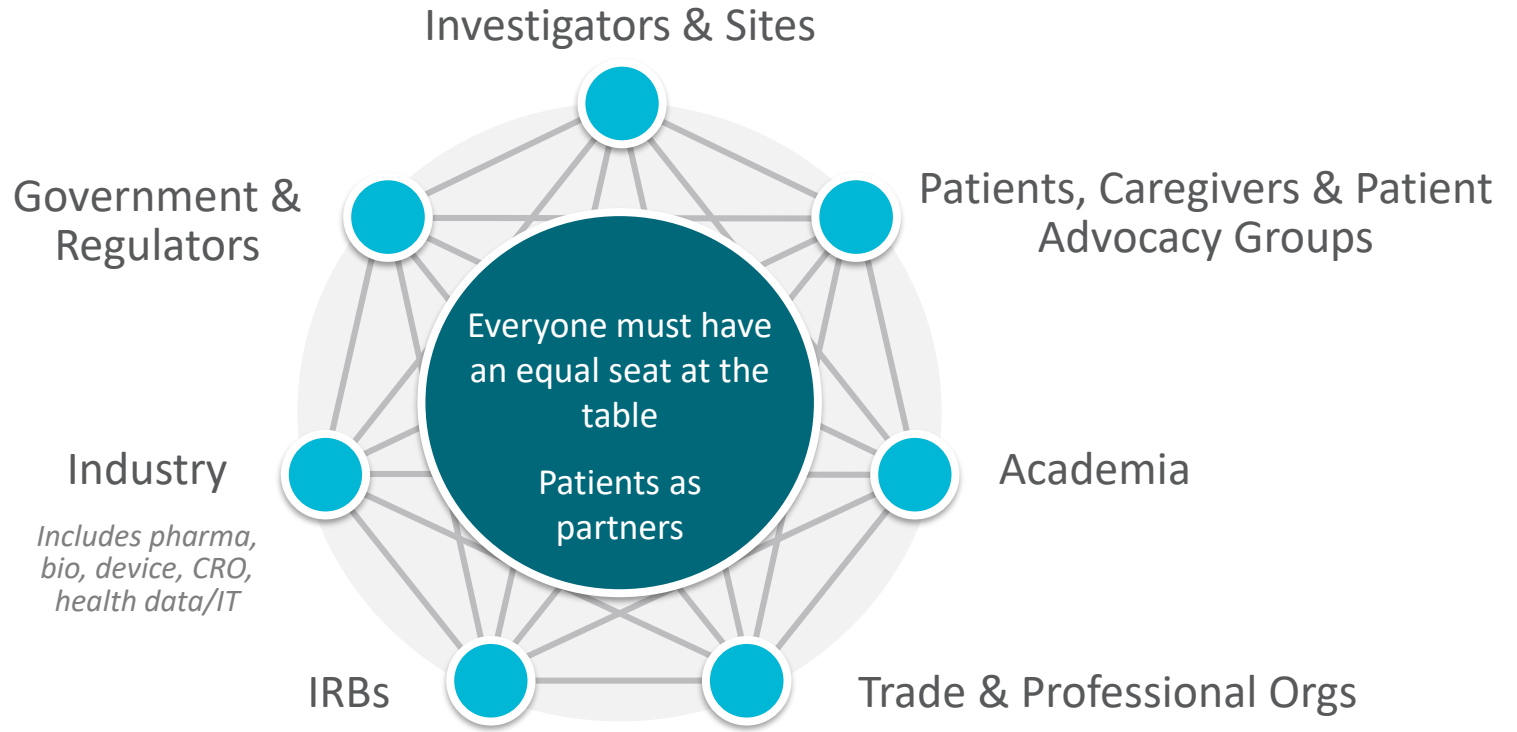 Investigators & Sites
Government &
Regulators
Patients, Caregivers & Patient
Advocacy Groups
Everyone must have
an equal seat at the
table
Patients as
partners
Industry
Includes pharma,
bio, device, CRO,
health data/IT
Academia
IRBs
Trade & Professional Orgs